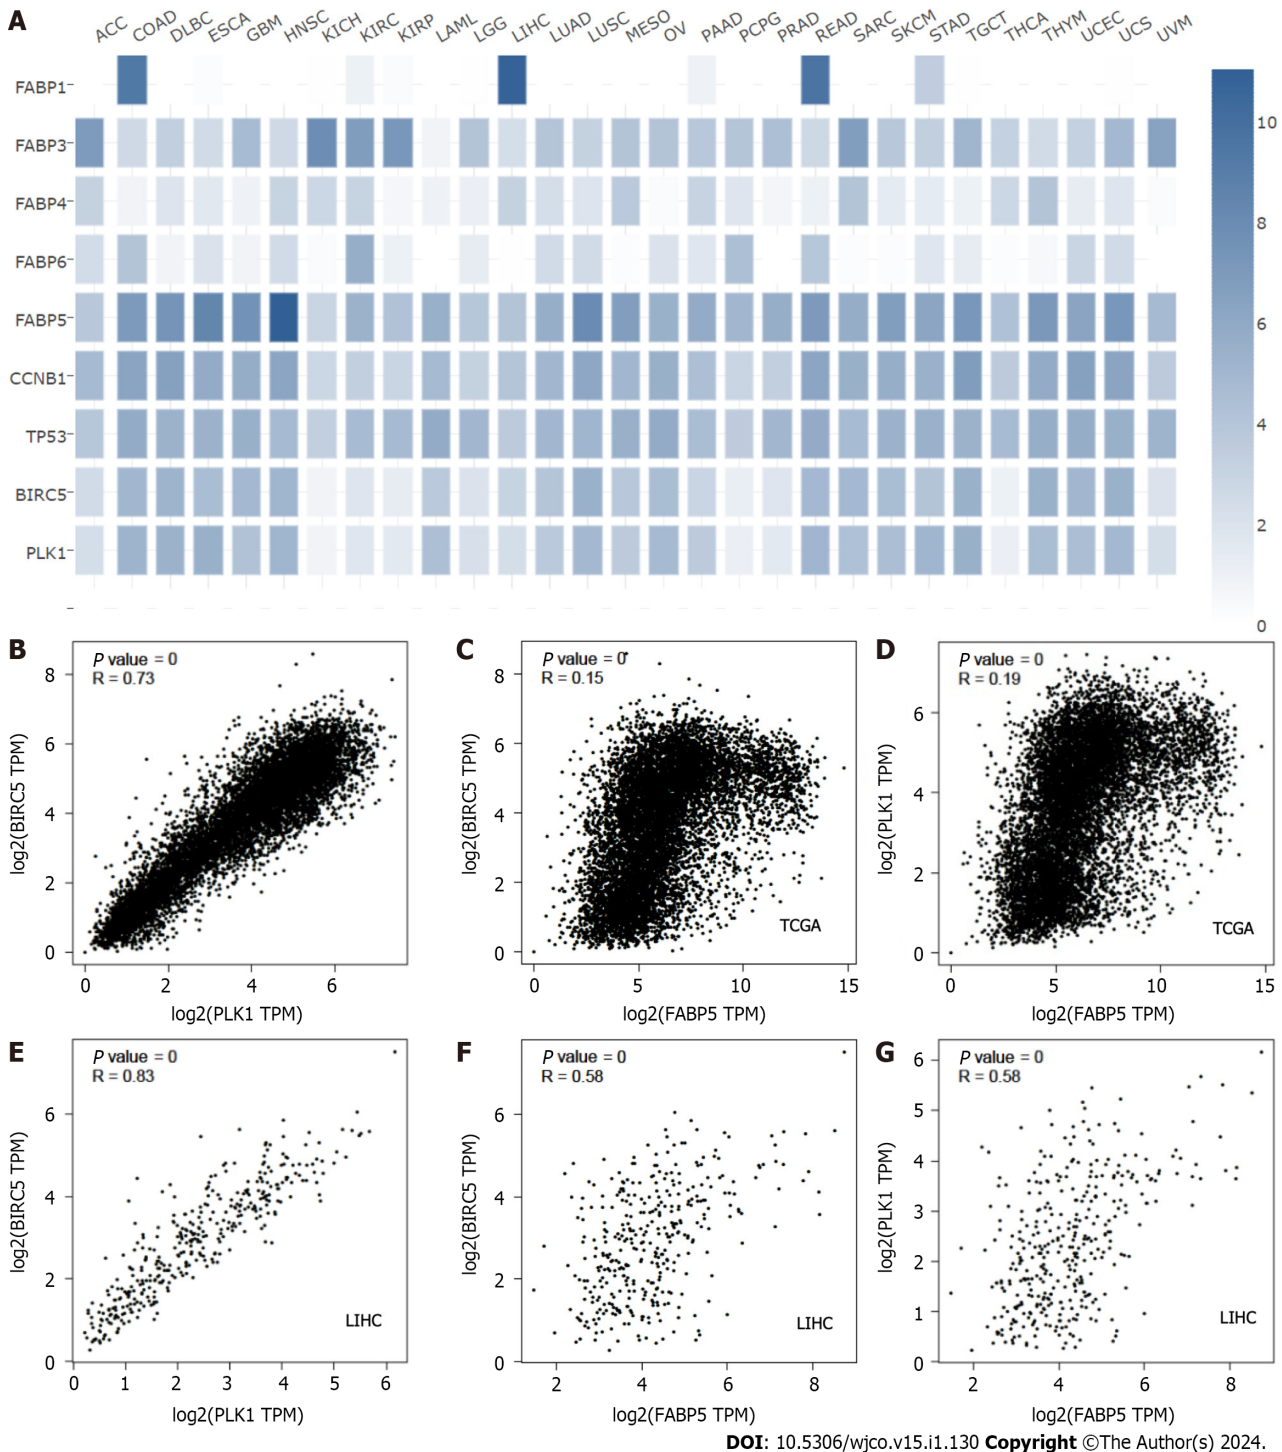 A
ACC COAD DLBC ESCA GBM HNSC KICH KIRC KIRP LAML LGG LIHC LUAD LUSC MESO OV PAAD PCPG PRAD READ SARC SKCM STAD TGCT THCA THYM UCEC UCS UVM
FABP1
FABP3
FABP4
FABP6
FABP5
CCNB1
TP53
BIRC5
PLK1
10
8
6
4
2
0
B
P value = 0
R = 0.73
log2(BIRC5 TPM)
8
6
4
2
0
0 2 4 6
log2(PLK1 TPM)
C
P value = 0
R = 0.15
log2(BIRC5 TPM)
8
6
4
2
0
TCGA
0 5 10 15
log2(FABP5 TPM)
D
P value = 0
R = 0.19
log2(PLK1 TPM)
6
4
2
0
TCGA
0 5 10 15
log2(FABP5 TPM)
E
P value = 0
R = 0.83
log2(BIRC5 TPM)
6
4
2
0
LIHC
0 1 2 3 4 5 6
log2(PLK1 TPM)
F
P value = 0
R = 0.58
log2(BIRC5 TPM)
6
4
2
0
LIHC
2 4 6 8
log2(FABP5 TPM)
G
P value = 0
R = 0.58
log2(PLK1 TPM)
6
5
4
3
2
1
0
LIHC
2 4 6 8
log2(FABP5 TPM)
DOI: 10.5306/wjco.v15.i1.130 Copyright ©The Author(s) 2024.